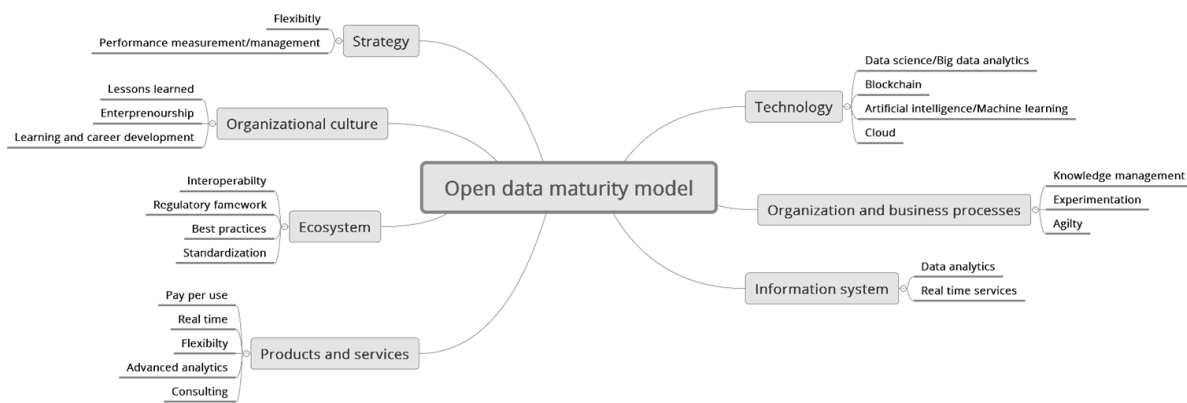 Open data maturity model
Strategy
Flexibitly
Performance measurement/management
Organizational culture
Lessons learned
Enterprenourship
Learning and career development
Ecosystem
Interoperabilty
Regulatory famework
Best practices
Standardization
Products and services
Pay per use
Real time
Flexibilty
Advanced analytics
Consulting
Technology
Data science/Big data analytics
Blockchain
Artificial intelligence/Machine learning
Cloud
Organization and business processes
Knowledge management
Experimentation
Agilty
Information system
Data analytics
Real time services